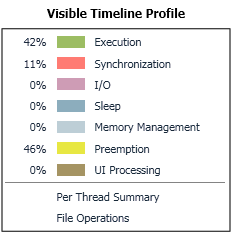 Visible Timeline Profile
42% Execution
11% Synchronization
0% I/O
0% Sleep
0% Memory Management
46% Preemption
0% UI Processing
Per Thread Summary
File Operations